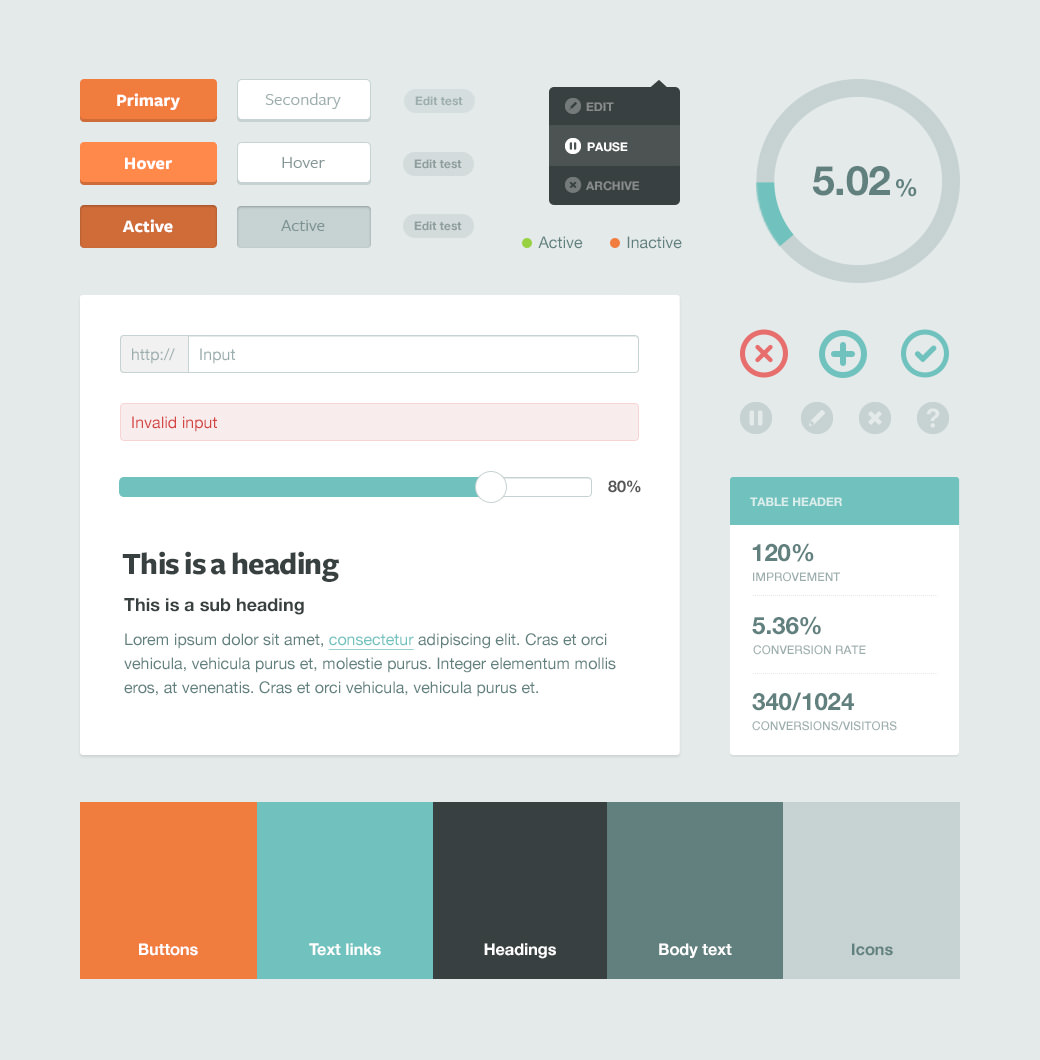 Primary
Secondary
Edit test
Hover
Hover
Edit test
Active
Active
Edit test
EDIT
PAUSE
ARCHIVE
Active
Inactive
5.02 %
http://
Input
Invalid input
80%
This is a heading
This is a sub heading
Lorem ipsum dolor sit amet, consectetur adipiscing elit. Cras et orci
vehicula, vehicula purus et, molestie purus. Integer elementum mollis
eros, at venenatis. Cras et orci vehicula, vehicula purus et.
?
TABLE HEADER
120%
IMPROVEMENT
5.36%
CONVERSION RATE
340/1024
CONVERSIONS/VISITORS
Buttons
Text links
Headings
Body text
Icons